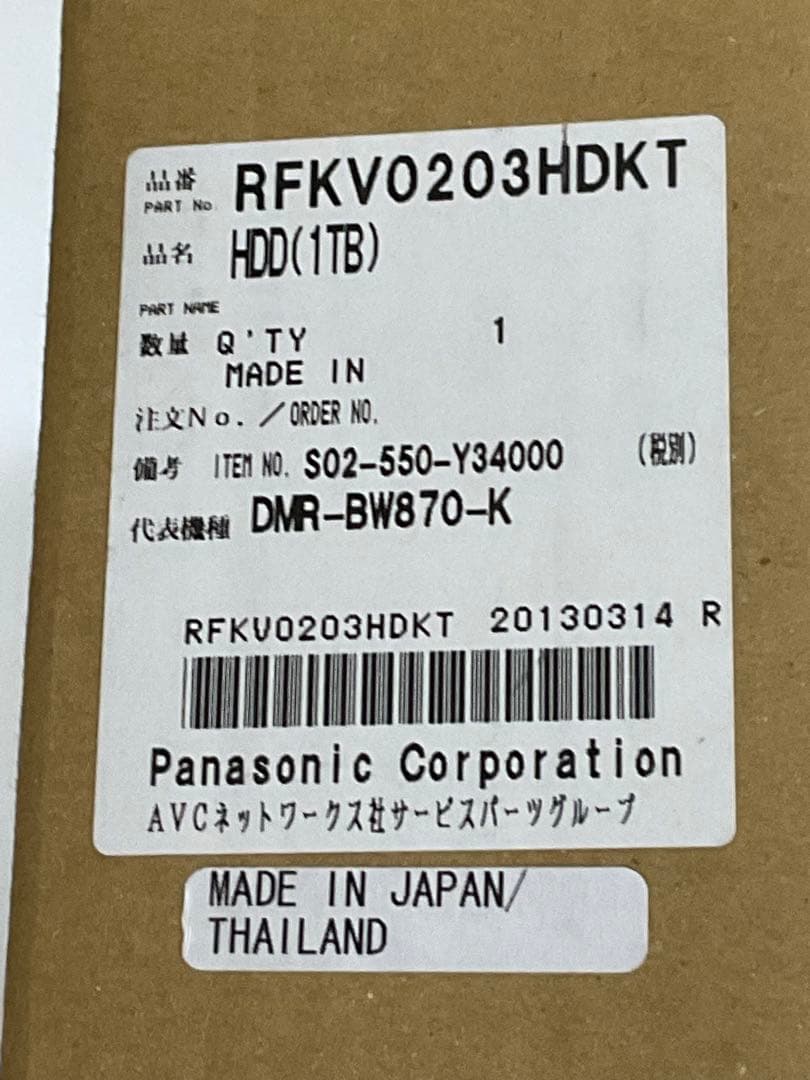 品番 RFKV0203HDKT
PART No.
品名 HDD(1TB)
PART NAME
数量 Q'TY 1
MADE IN
注文No.／ORDER NO.
備考 ITEM NO. S02-550-Y34000 (税別)
代表機種 DMR-BW870-K
RFKV0203HDKT 20130314 R
Panasonic Corporation
AVCネットワークス社サービスパーツグループ
MADE IN JAPAN/
THAILAND